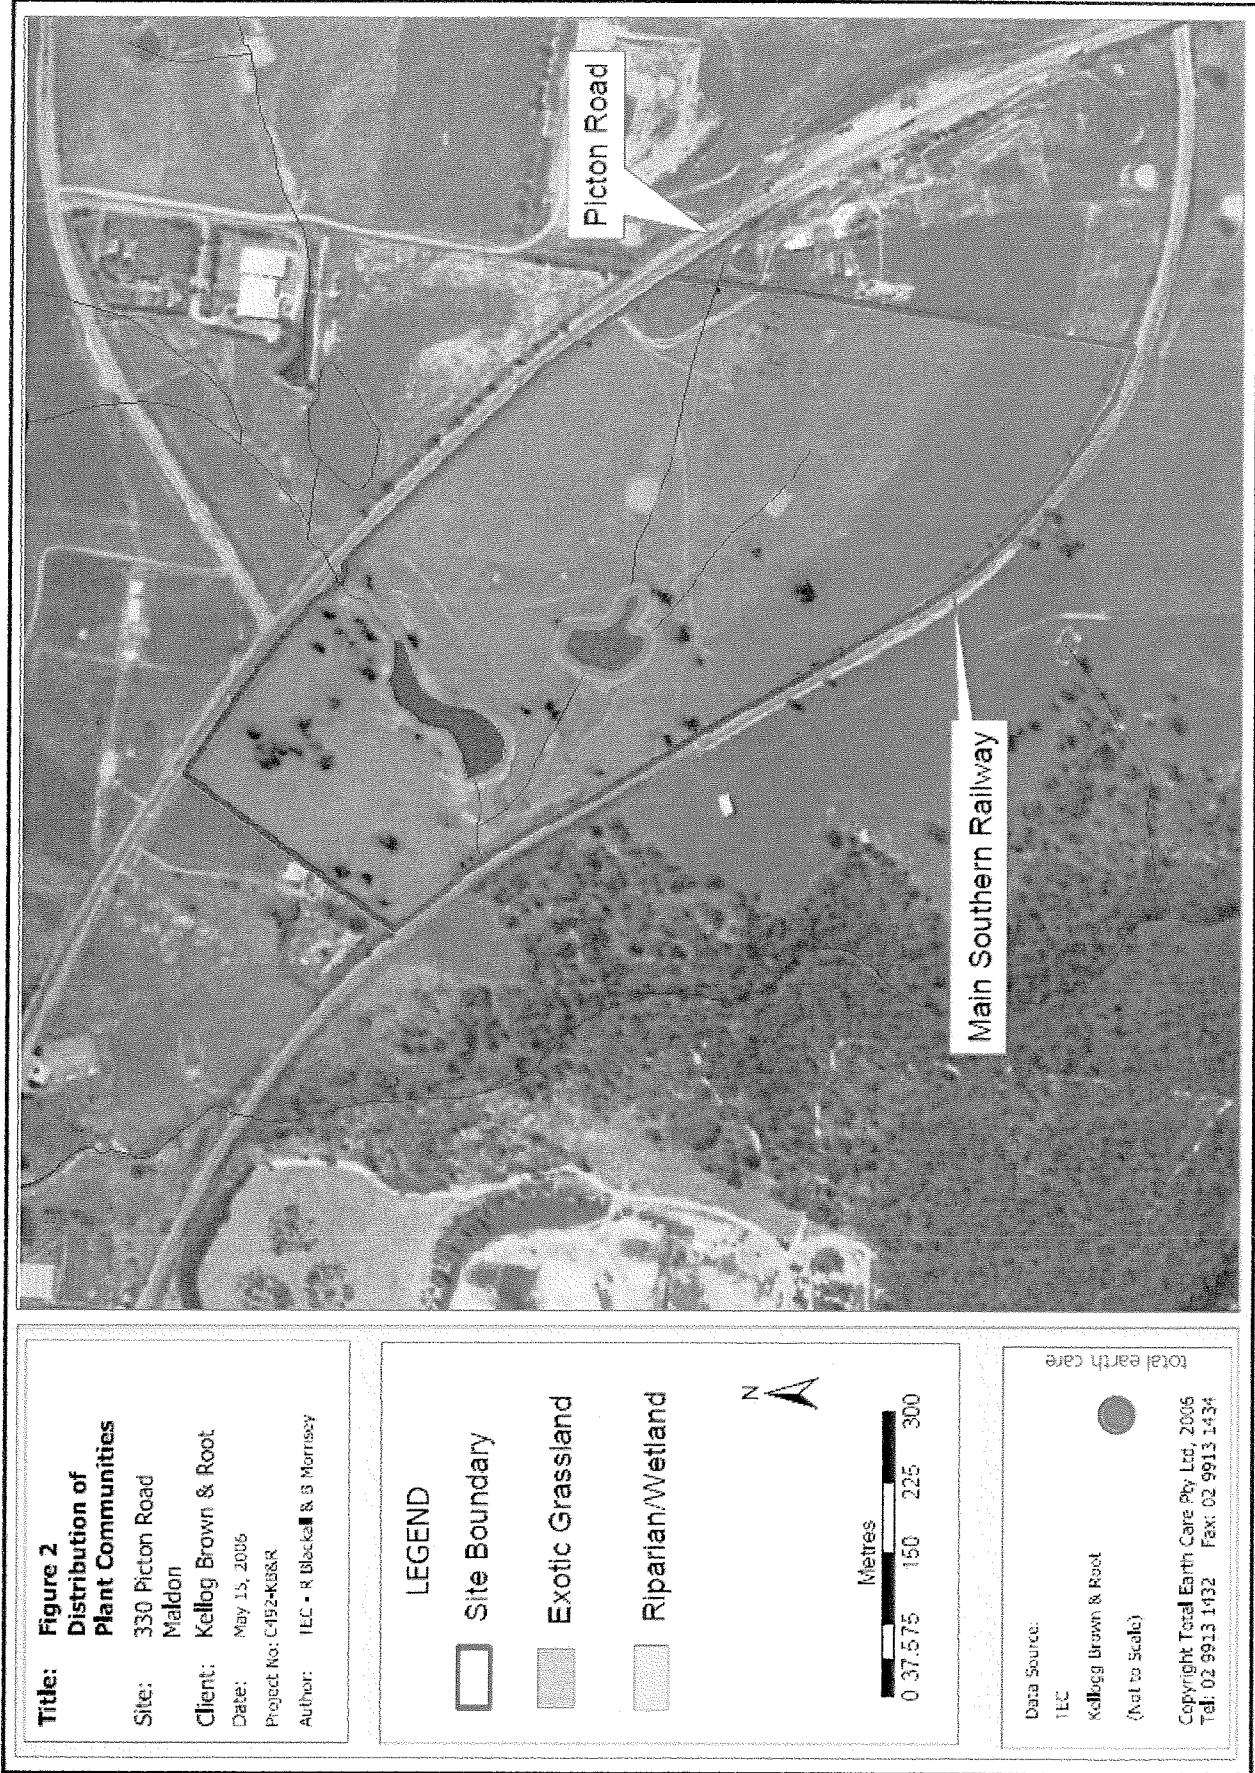 Title: Figure 2
Distribution of
Plant Communities
Site: 330 Picton Road
Maldon
Client: Kellog Brown & Root
Date: May 15, 2006
Project No: C492-KB&R
Author: TEC - R Blackall & B Morrisey
LEGEND
Site Boundary
Exotic Grassland
Riparian/Wetland
N
Metres
0 37.575 150 225 300
Data Source:
TEC
Kellogg Brown & Root
(Not to Scale)
total earth care
Copyright Total Earth Care Pty Ltd, 2006
Tel: 02 9913 1432 Fax: 02 9913 1434
Picton Road
Main Southern Railway